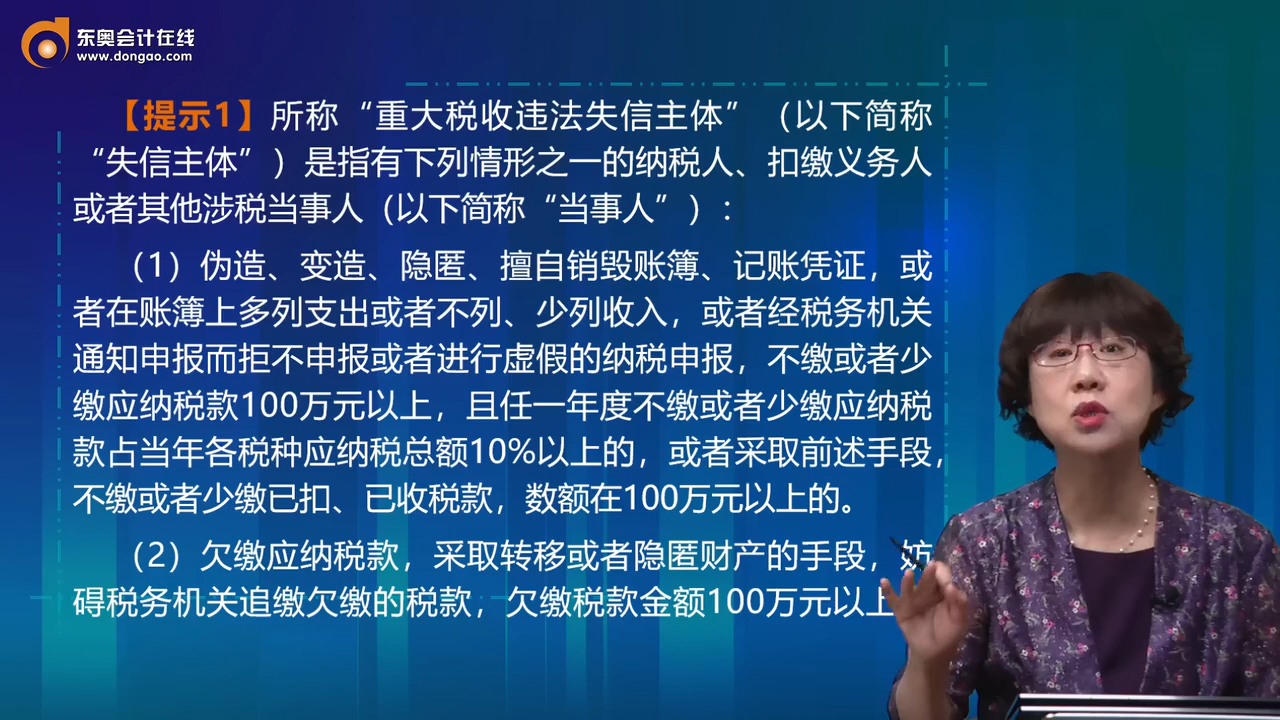 东奥会计在线
www.dongao.com
【提示1】所称“重大税收违法失信主体”（以下简称
“失信主体”）是指有下列情形之一的纳税人、扣缴义务人
或者其他涉税当事人（以下简称“当事人”）：
（1）伪造、变造、隐匿、擅自销毁账簿、记账凭证，或
者在账簿上多列支出或者不列、少列收入，或者经税务机关
通知申报而拒不申报或者进行虚假的纳税申报，不缴或者少
缴应纳税款100万元以上，且任一年度不缴或者少缴应纳税
款占当年各税种应纳税总额10%以上的，或者采取前述手段，
不缴或者少缴已扣、已收税款，数额在100万元以上的。
（2）欠缴应纳税款，采取转移或者隐匿财产的手段，妨
碍税务机关追缴欠缴的税款，欠缴税款金额100万元以上